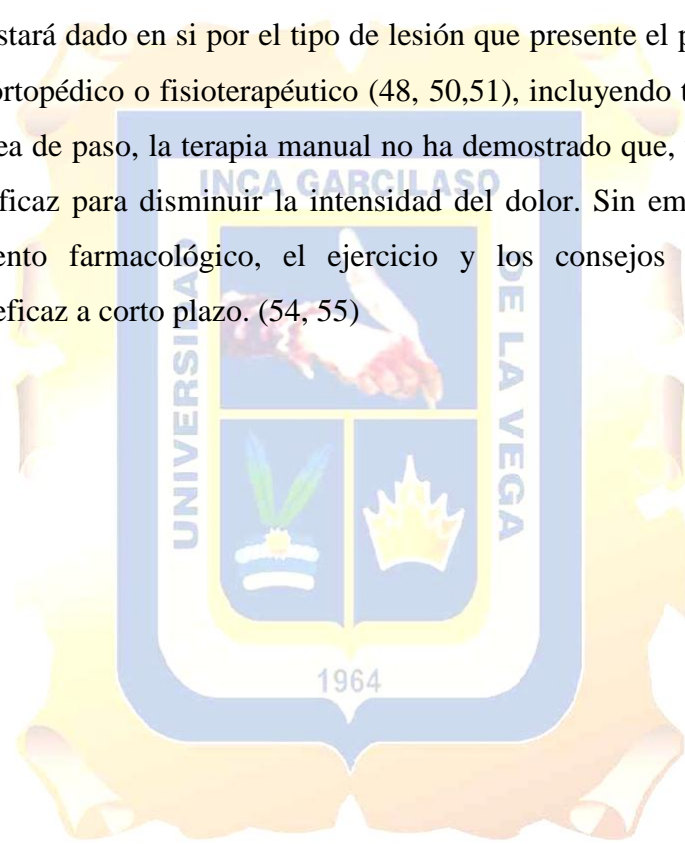 stará dado en si por el tipo de lesión que presente el p
ortopédico o fisioterapéutico (48, 50,51), incluyendo t
ea de paso, la terapia manual no ha demostrado que,
ficaz para disminuir la intensidad del dolor. Sin em
ento farmacológico, el ejercicio y los consejos
eficaz a corto plazo. (54, 55)
UNIVERSIDAD
INCA GARCILASO
DE LA VEGA
1964